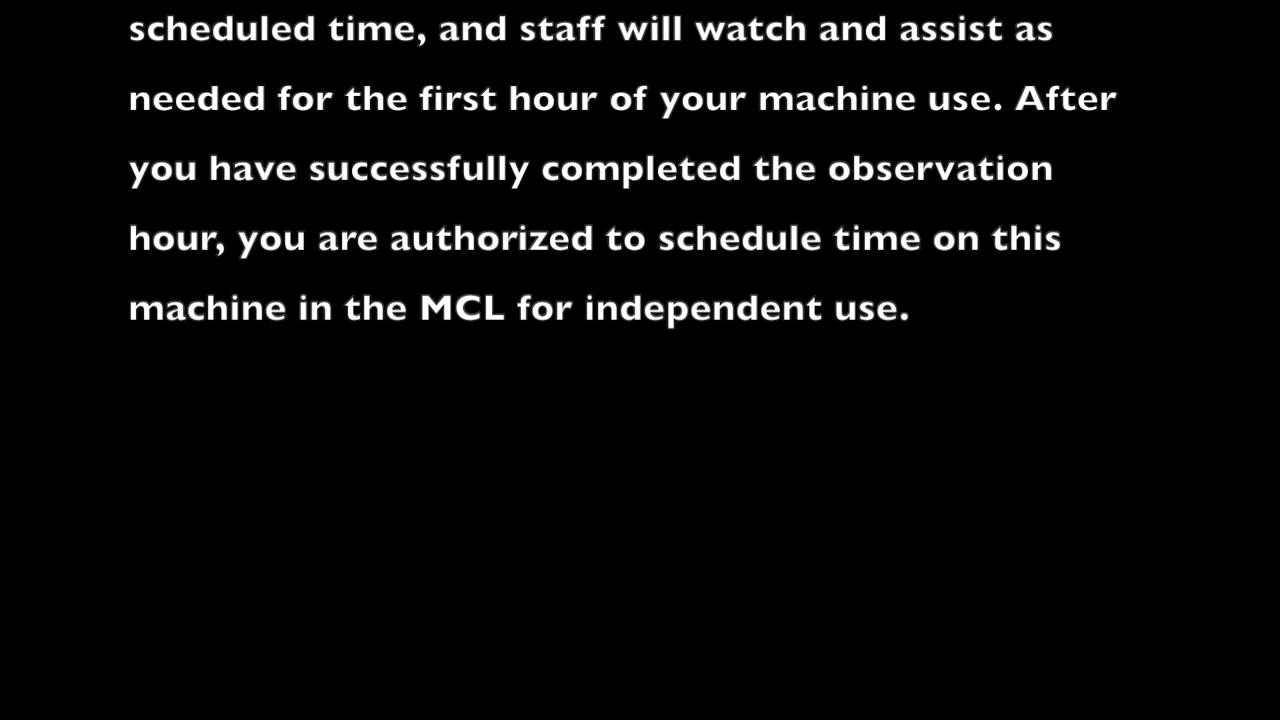 scheduled time, and staff will watch and assist as
needed for the first hour of your machine use. After
you have successfully completed the observation
hour, you are authorized to schedule time on this
machine in the MCL for independent use.